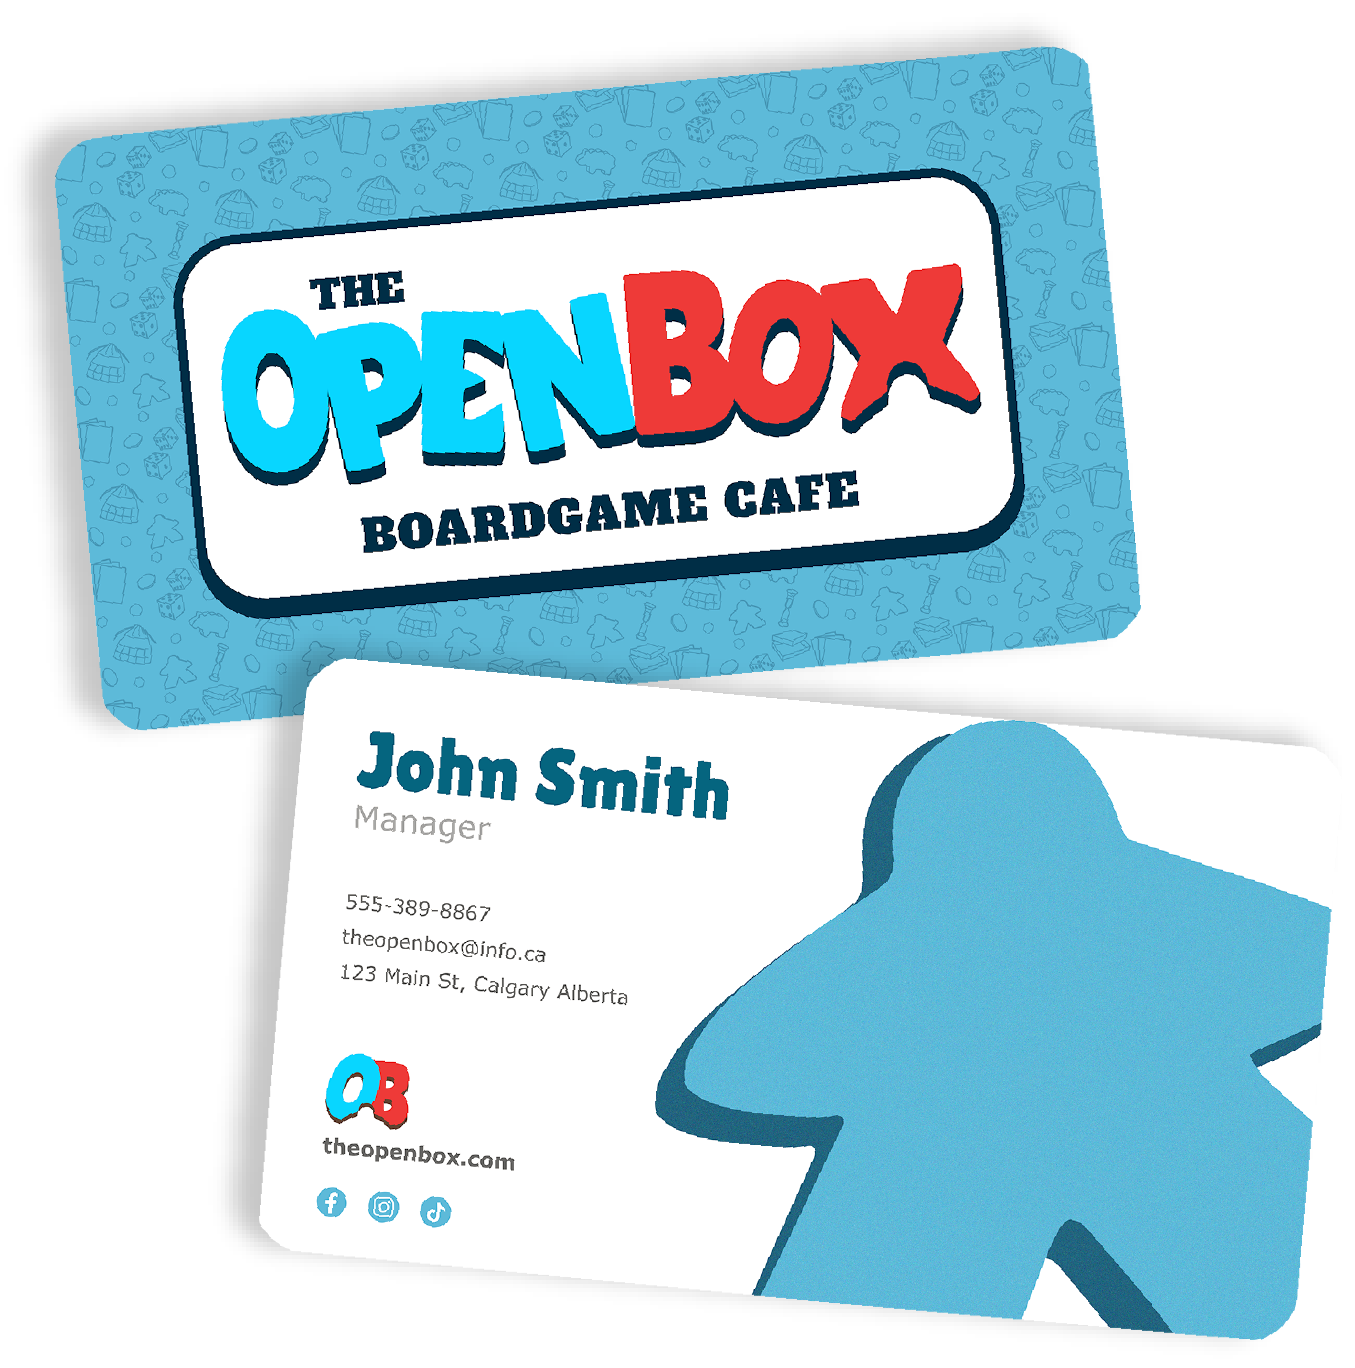 THE
OPENBOX
BOARDGAME CAFE
John Smith
Manager
555-389-8867
theopenbox@info.ca
123 Main St, Calgary Alberta
OB
theopenbox.com